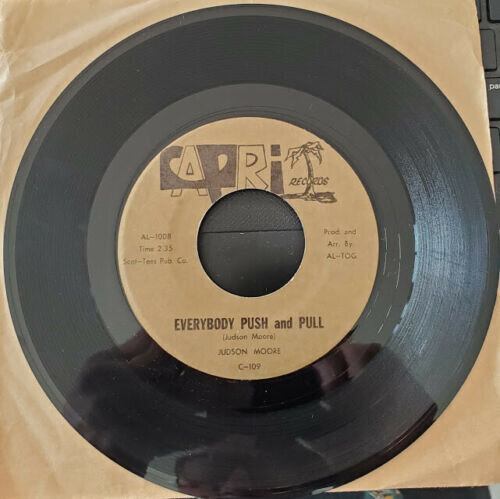 CAPRI
RECORDS
AL-1008
Time 2:35
Scot-Tees Pub. Co.
Prod. and
Arr. By
AL-TOG
EVERYBODY PUSH and PULL
(Judson Moore)
JUDSON MOORE
C-109